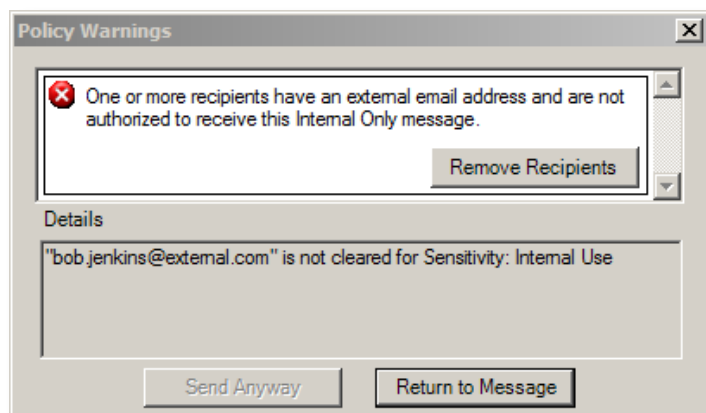 Policy Warnings
One or more recipients have an external email address and are not
authorized to receive this Internal Only message.
Remove Recipients
Details
"bob.jenkins@external.com" is not cleared for Sensitivity: Internal Use
Send Anyway
Return to Message